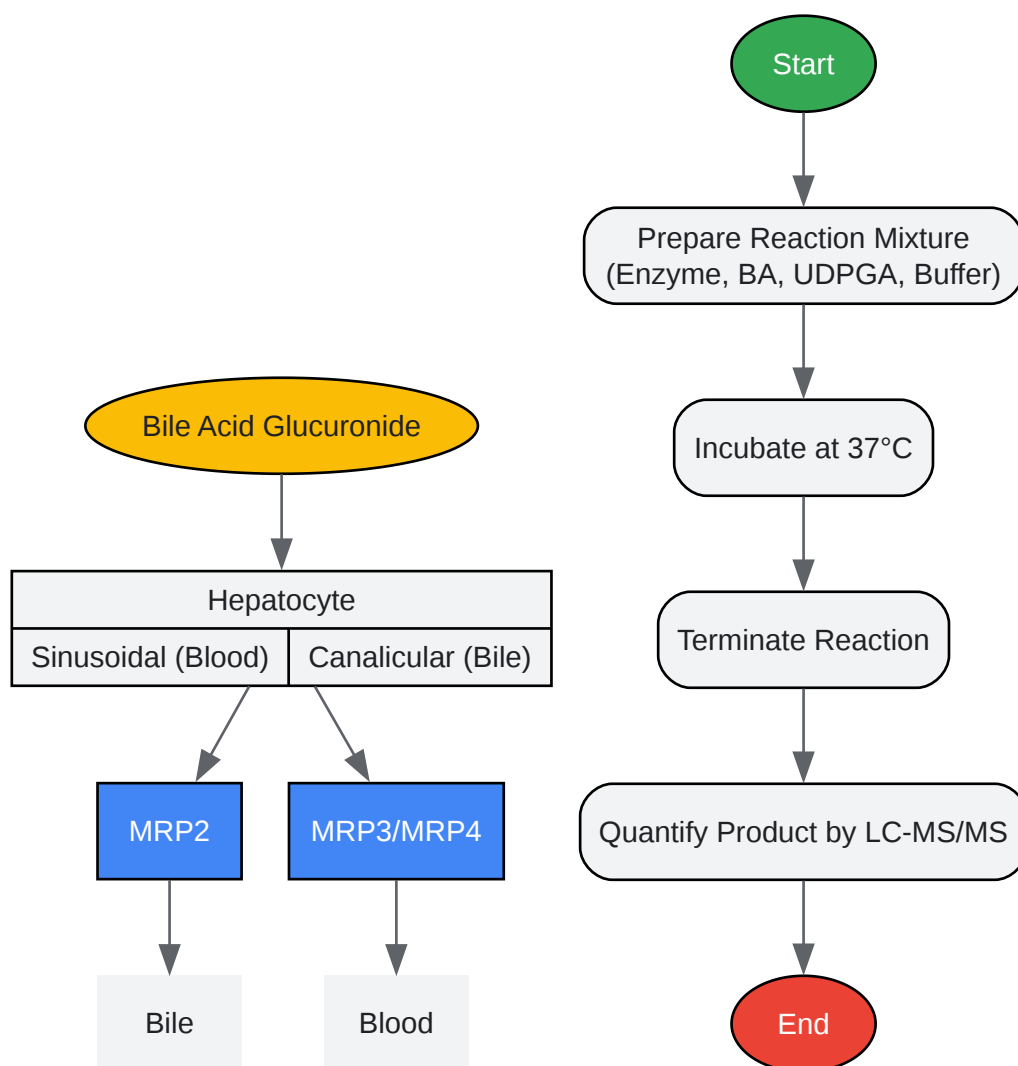 Bile Acid Glucuronide
Hepatocyte
Sinusoidal (Blood)
Canalicular (Bile)
MRP2
MRP3/MRP4
Bile
Blood
Start
Prepare Reaction Mixture
(Enzyme, BA, UDPGA, Buffer)
Incubate at 37°C
Terminate Reaction
Quantify Product by LC-MS/MS
End